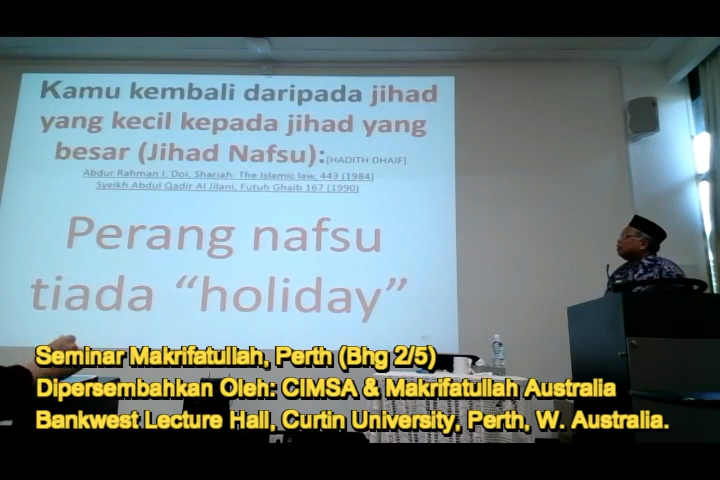 Kamu kembali daripada jihad
yang kecil kepada jihad yang
besar (Jihad Nafsu):[HADITH DHAIF]
Abdur Rahman I. Doi, Shariah: The Islamic law, 443 (1984)
Syeikh Abdul Qadir Al Jilani, Futuh Ghaib 167 (1990)
Perang nafsu
tiada “holiday”
Seminar Makrifatullah, Perth (Bhg 2/5)
Dipersembahkan Oleh: CIMSA & Makrifatullah Australia
Bankwest Lecture Hall, Curtin University, Perth, W. Australia.